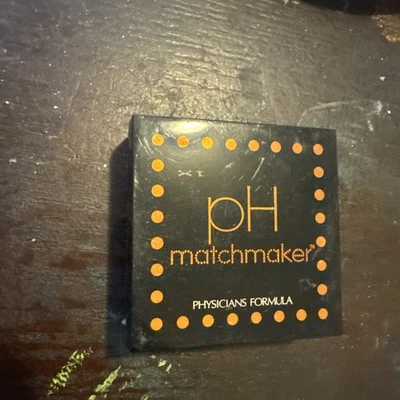 pH
matchmaker
PHYSICIANS FORMULA